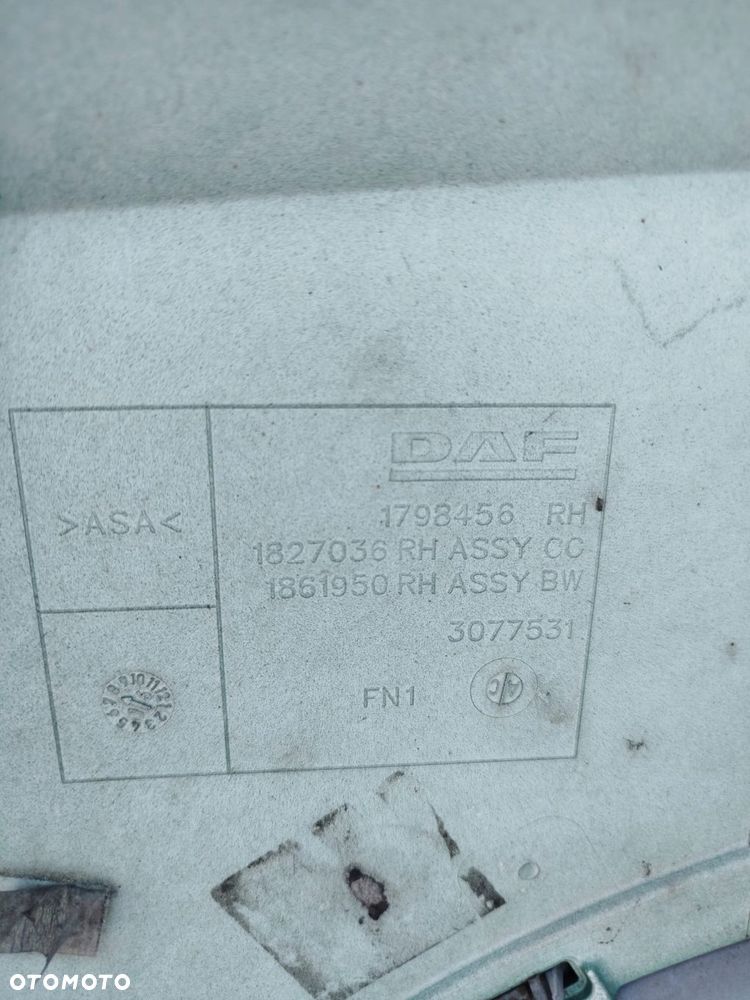 DAF
>ASA<
1798456 RH
1827036 RH ASSY CC
1861950 RH ASSY BW
3077531
FN1
OTOMOTO